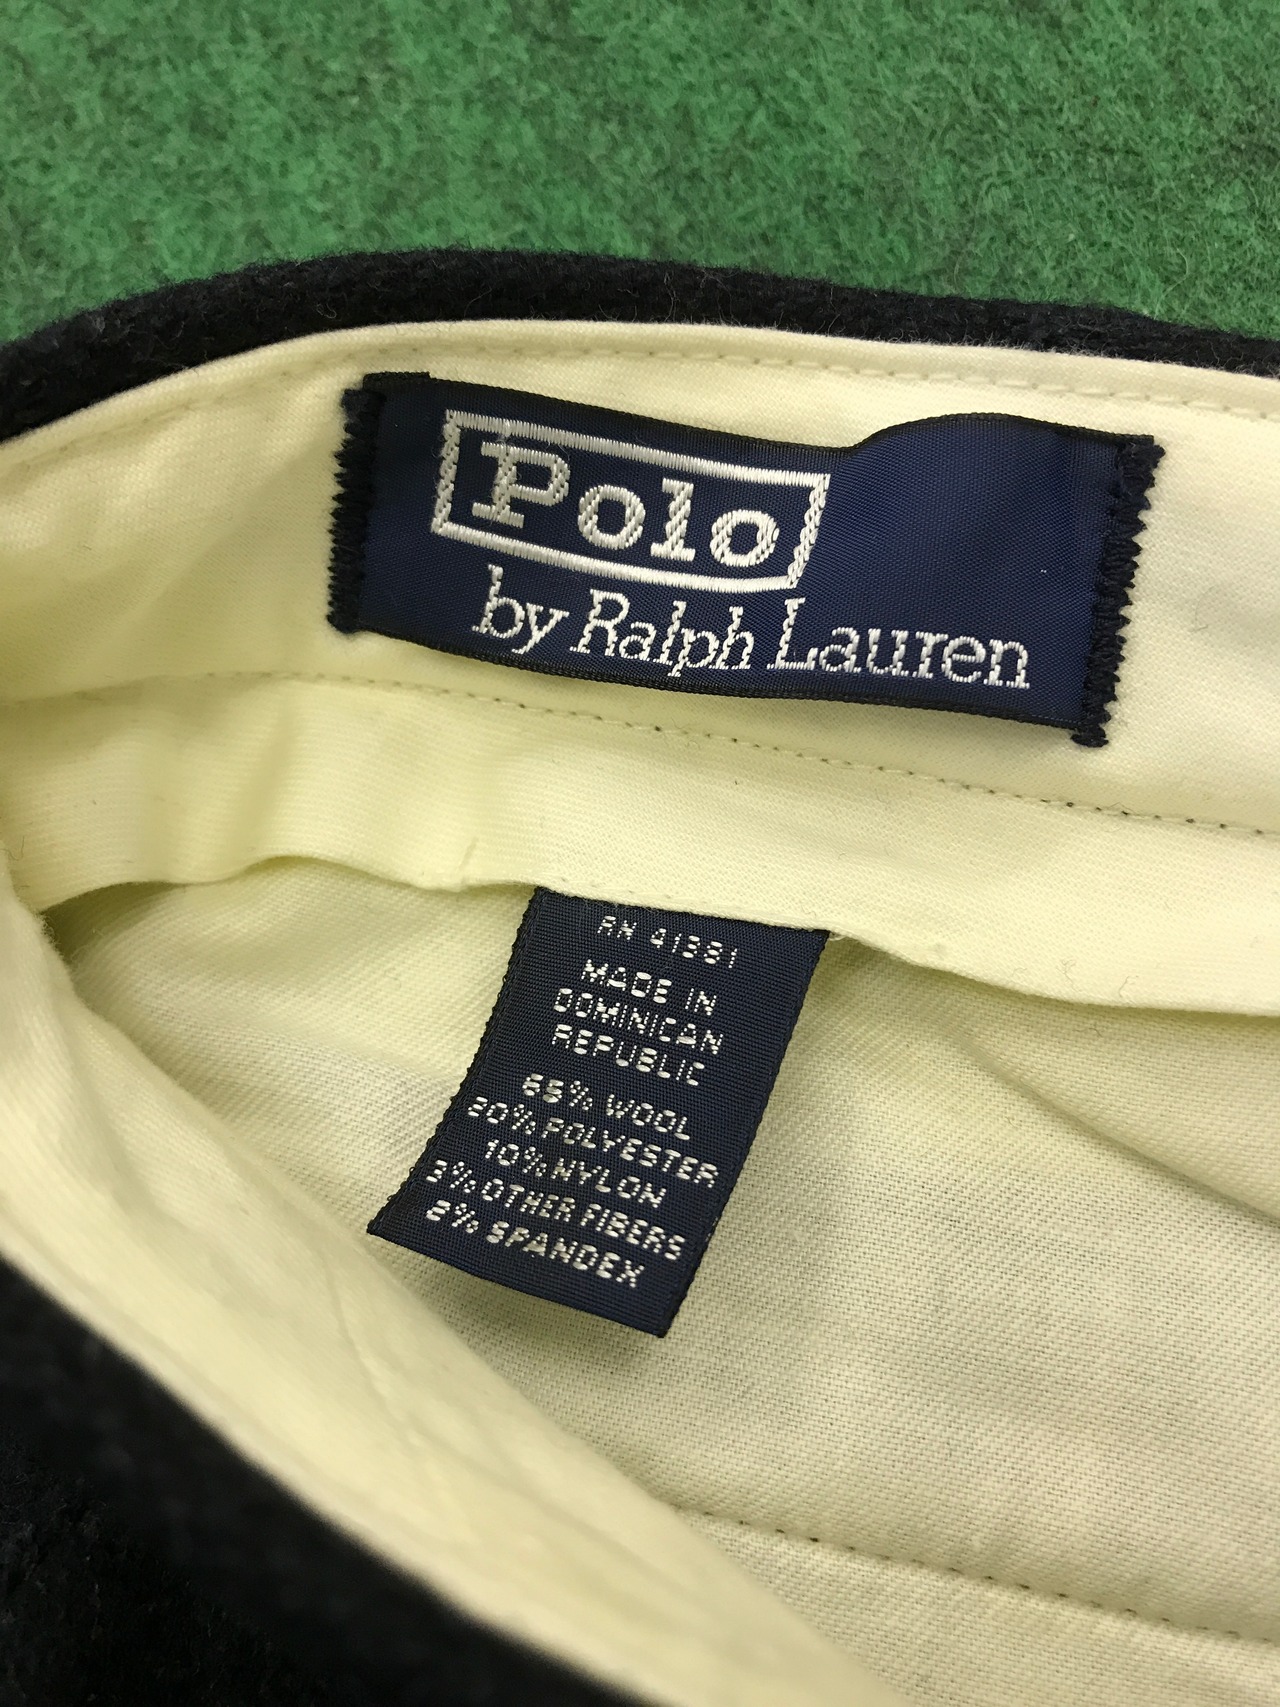 Polo
by Ralph Lauren
RN 41381
MADE IN
DOMINICAN
REPUBLIC
65% WOOL
20% POLYESTER
10% NYLON
3% OTHER FIBERS
2% SPANDEX